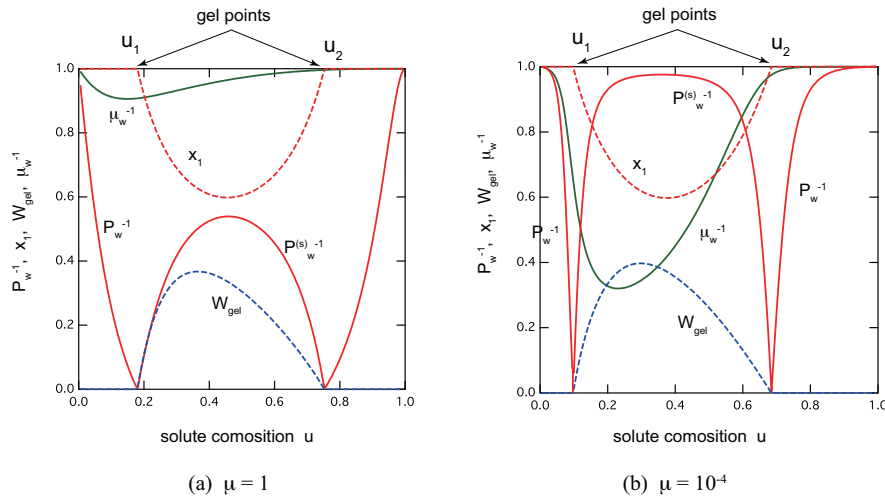 gel points
u1
u2
1.0
0.8
0.6
0.4
0.2
0.0
Pw-1, x1, Wgel, μw-1
μw-1
x1
Pw-1
P(s)w-1
Wgel
0.0 0.2 0.4 0.6 0.8 1.0
solute comosition u
(a) μ = 1
gel points
u1
u2
1.0
0.8
0.6
0.4
0.2
0.0
Pw-1, x1, Wgel, μw-1
P(s)w-1
x1
Pw-1
Pw-1
μw-1
Wgel
0.0 0.2 0.4 0.6 0.8 1.0
solute comosition u
(b) μ = 10-4